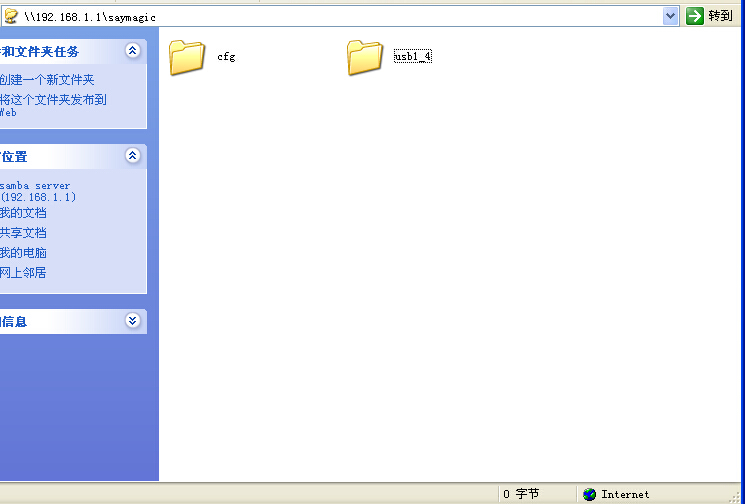 \\192.168.1.1\saymagic
转到
和文件夹任务
创建一个新文件夹
将这个文件夹发布到
Web
位置
samba server
(192.168.1.1)
我的文档
共享文档
我的电脑
网上邻居
信息
cfg
usb1_4
0 字节
Internet